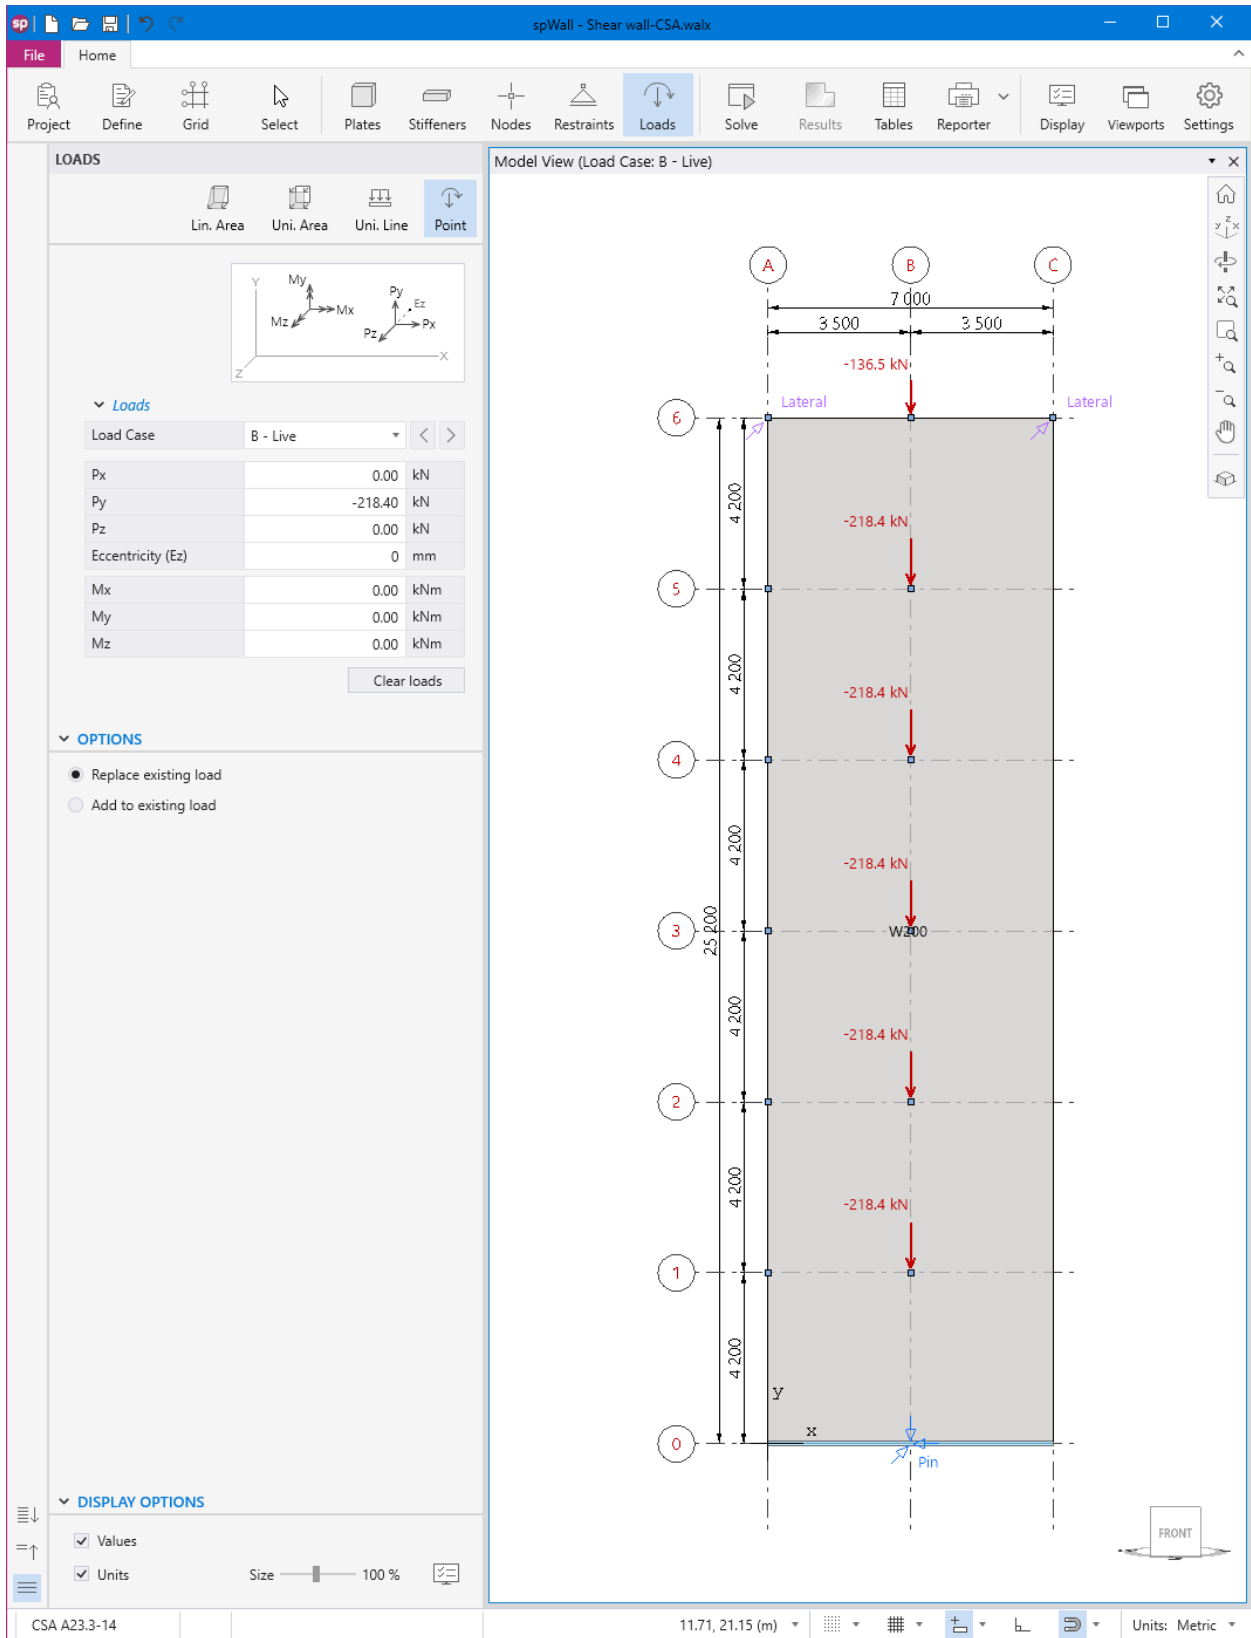 sp
spWall - Shear wall-CSA.walx
File Home
Project Define Grid Select Plates Stiffeners Nodes Restraints Loads Solve Results Tables Reporter Display Viewports Settings
LOADS
Lin. Area Uni. Area Uni. Line Point
Y My Mx Mz Py Ez Px Pz X Z
Loads
Load Case B - Live
Px 0.00 kN
Py -218.40 kN
Pz 0.00 kN
Eccentricity (Ez) 0 mm
Mx 0.00 kNm
My 0.00 kNm
Mz 0.00 kNm
Clear loads
OPTIONS
Replace existing load
Add to existing load
DISPLAY OPTIONS
Values
Units Size 100 %
Model View (Load Case: B - Live)
y z x
A B C
7 000
3 500 3 500
-136.5 kN
Lateral Lateral
6
4 200
-218.4 kN
5
4 200
-218.4 kN
4
4 200
-218.4 kN
25 200
3 W200
4 200
-218.4 kN
2
4 200
-218.4 kN
1
4 200
y
x
0
Pin
FRONT
CSA A23.3-14 11.71, 21.15 (m) Units: Metric